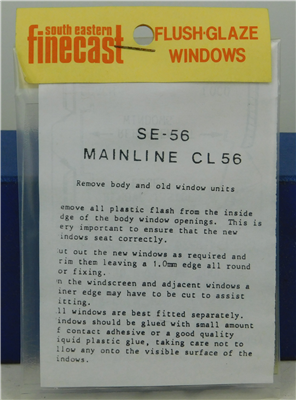 south eastern
finecast
FLUSH-GLAZE
WINDOWS
SE-56
MAINLINE CL56
Remove body and old window units
emove all plastic flash from the inside
dge of the body window openings. This is
ery important to ensure that the new
indows seat correctly.
ut out the new windows as required and
rim them leaving a 1.0mm edge all round
or fixing.
n the windscreen and adjacent windows a
iner edge may have to be cut to assist
itting.
ll windows are best fitted separately.
indows should be glued with small amount
f contact adhesive or a good quality
iquid plastic glue, taking care not to
llow any onto the visible surface of the
indows.